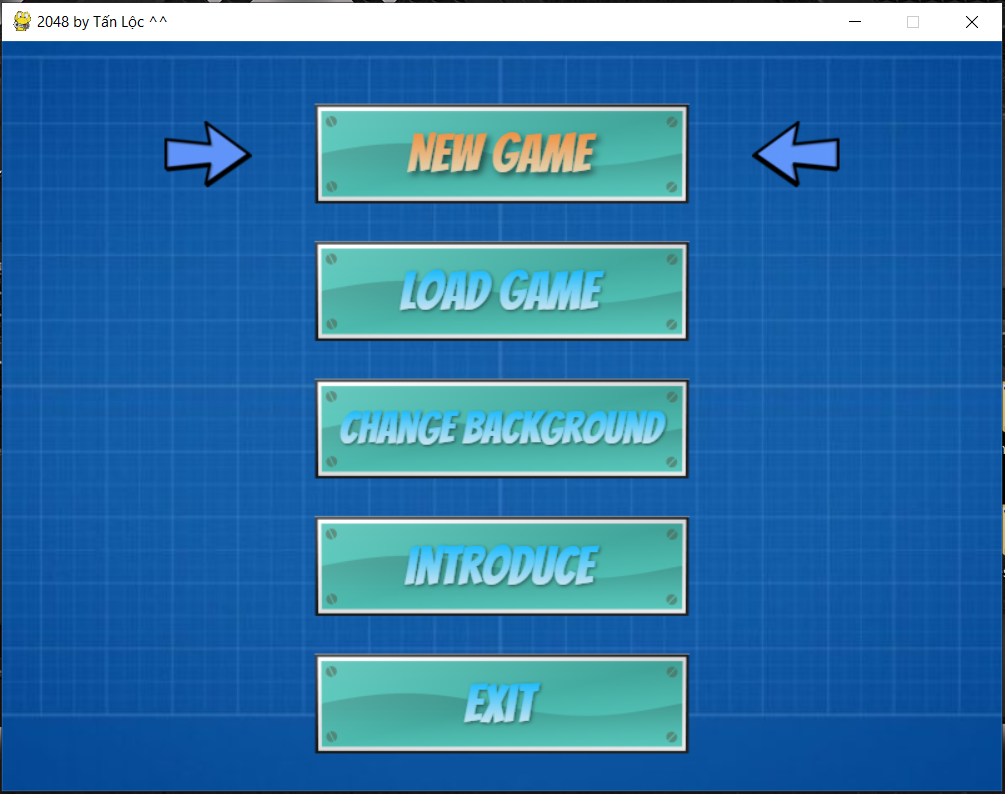 2048 by Tấn Lộc ^^
NEW GAME
LOAD GAME
CHANGE BACKGROUND
INTRODUCE
EXIT